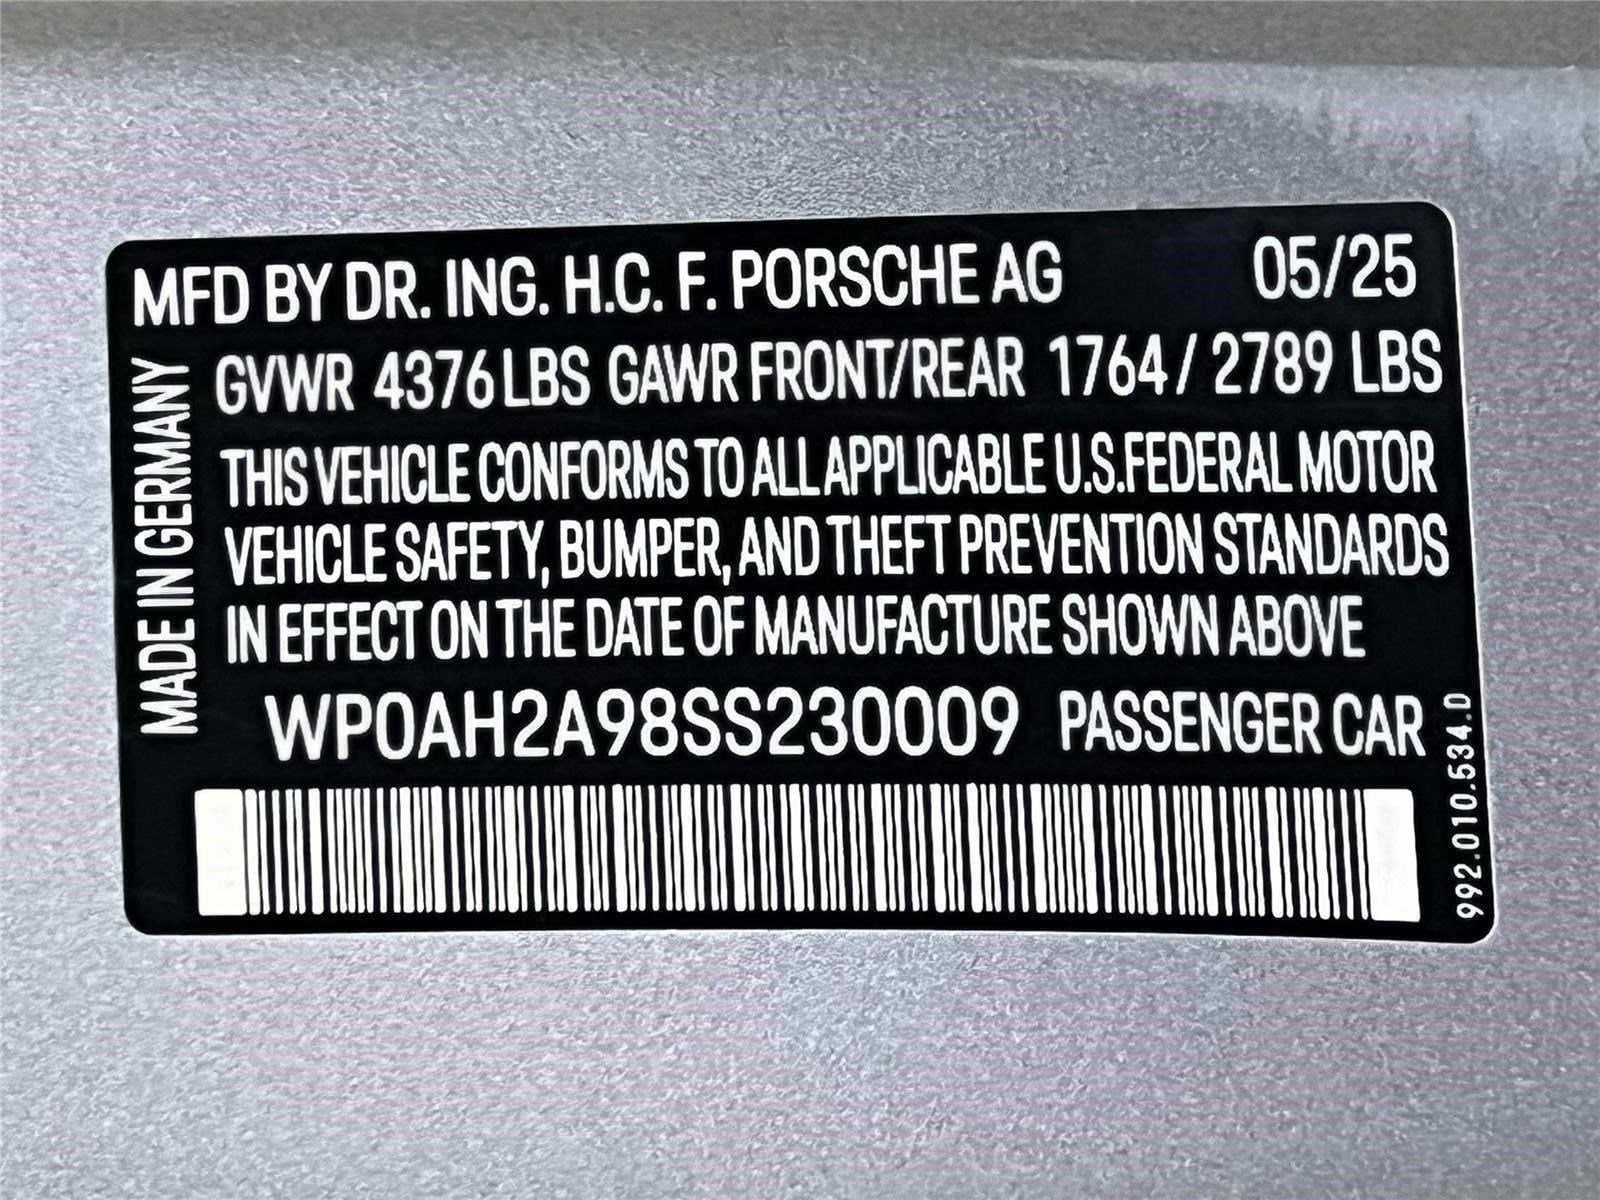 MFD BY DR. ING. H.C. F. PORSCHE AG 05/25
GVWR 4376 LBS GAWR FRONT/REAR 1764 / 2789 LBS
THIS VEHICLE CONFORMS TO ALL APPLICABLE U.S.FEDERAL MOTOR
VEHICLE SAFETY, BUMPER, AND THEFT PREVENTION STANDARDS
IN EFFECT ON THE DATE OF MANUFACTURE SHOWN ABOVE
WP0AH2A98SS230009 PASSENGER CAR
MADE IN GERMANY
992.010.534.0